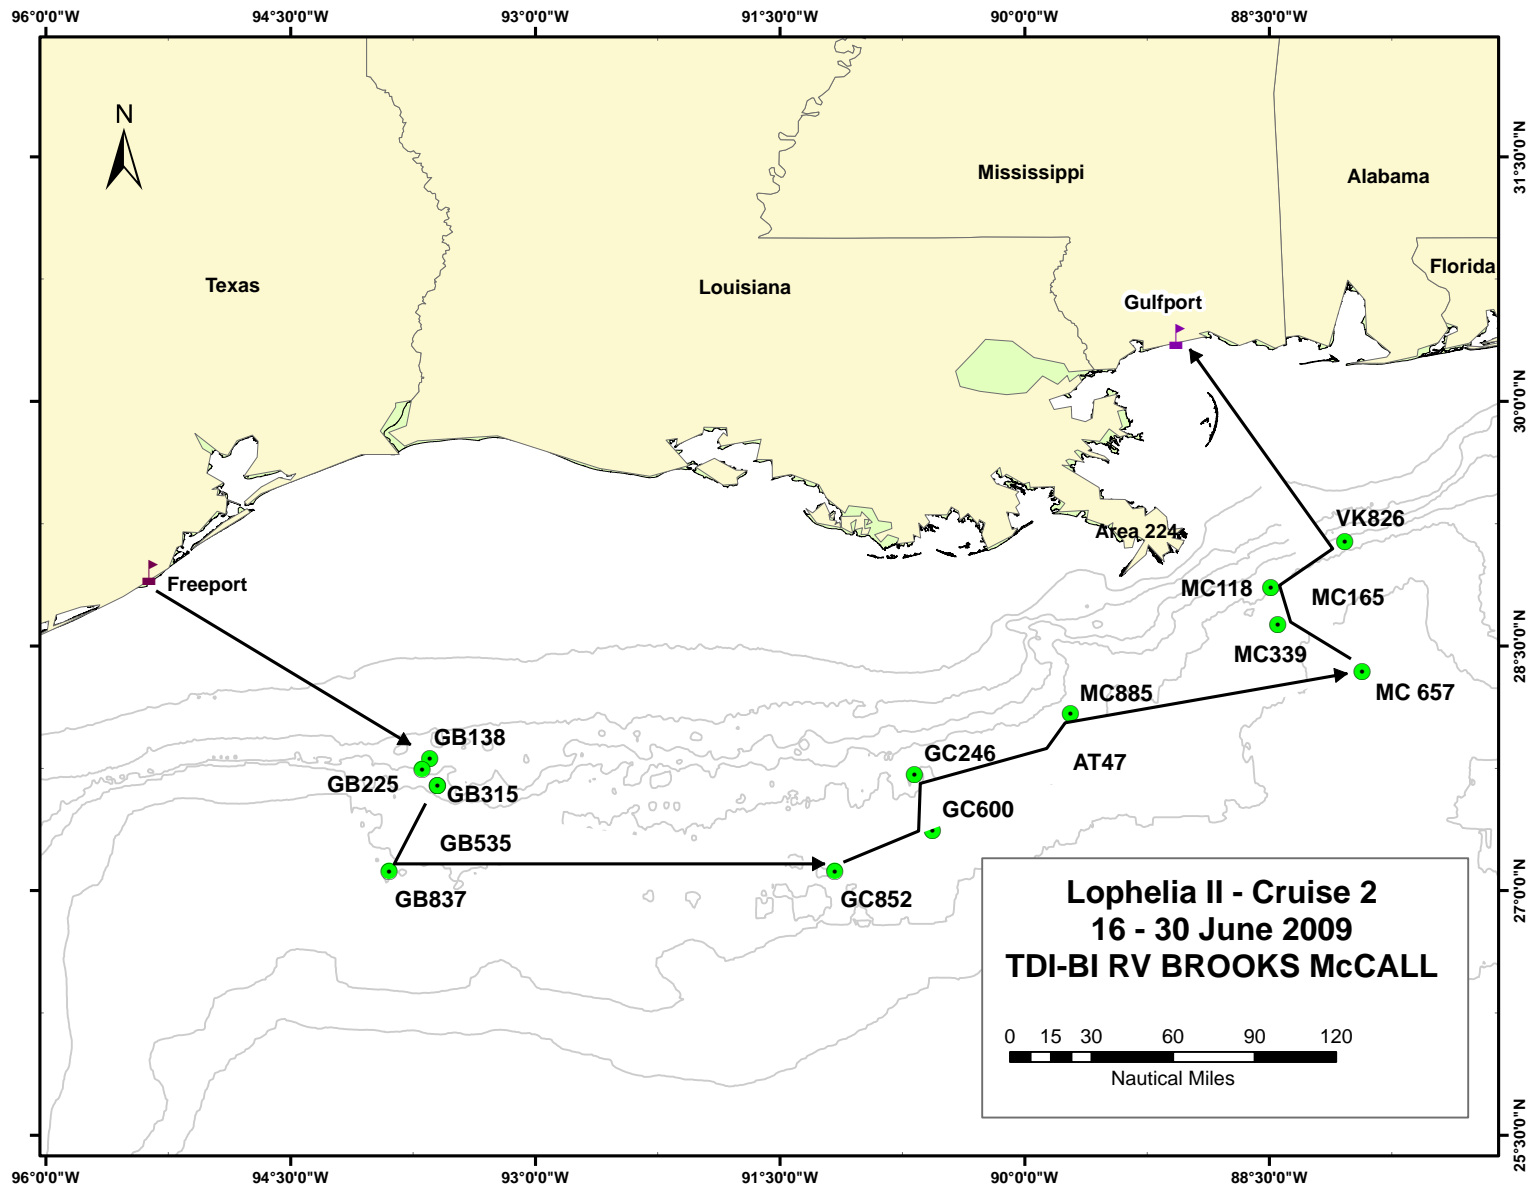 96°0'0"W 94°30'0"W 93°0'0"W 91°30'0"W 90°0'0"W 88°30'0"W
N
31°30'0"N
Mississippi
Alabama
Florida
Texas
Louisiana
Gulfport
30°0'0"N
VK826
Area 224
Freeport
MC118
MC165
28°30'0"N
MC339
MC 657
MC885
GB138
GC246
AT47
GB225
GB315
GC600
GB535
GB837
GC852
27°0'0"N
Lophelia II - Cruise 2
16 - 30 June 2009
TDI-BI RV BROOKS McCALL
0 15 30 60 90 120
Nautical Miles
25°30'0"N
96°0'0"W 94°30'0"W 93°0'0"W 91°30'0"W 90°0'0"W 88°30'0"W